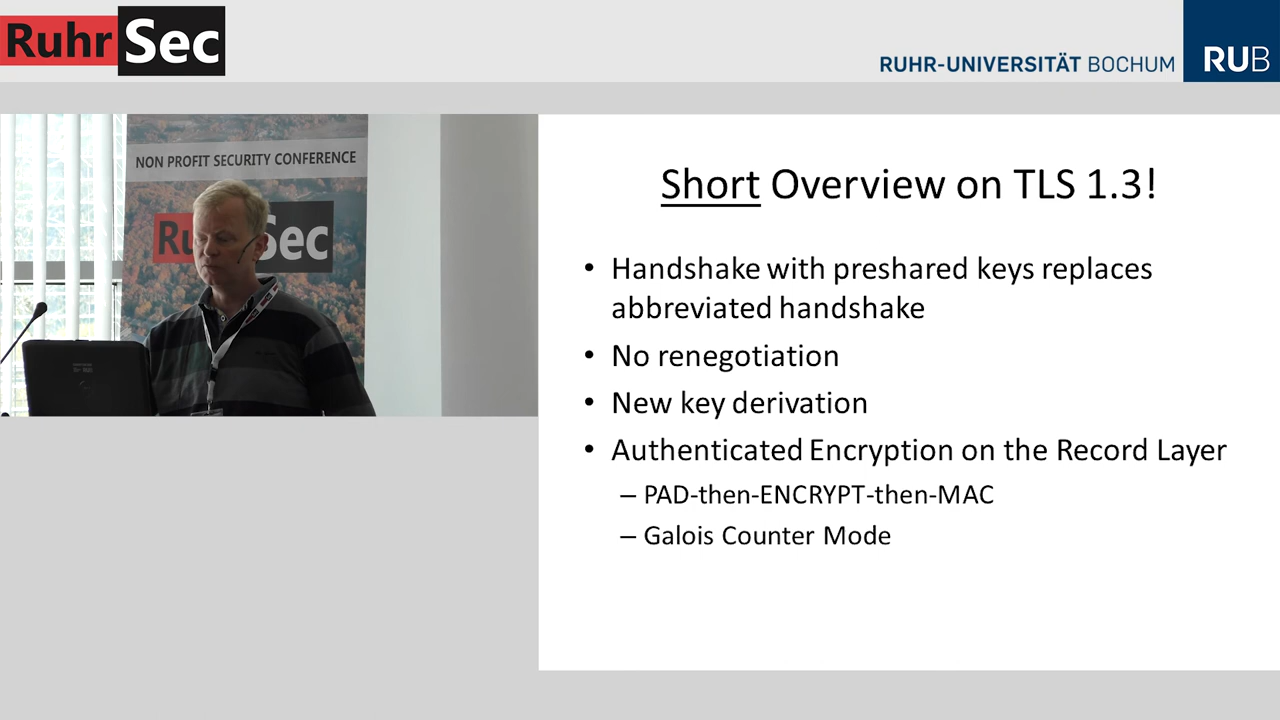 RuhrSec
RUHR-UNIVERSITÄT BOCHUM
RUB
NON PROFIT SECURITY CONFERENCE
Ru Sec
Short Overview on TLS 1.3!
• Handshake with preshared keys replaces
abbreviated handshake
• No renegotiation
• New key derivation
• Authenticated Encryption on the Record Layer
– PAD-then-ENCRYPT-then-MAC
– Galois Counter Mode